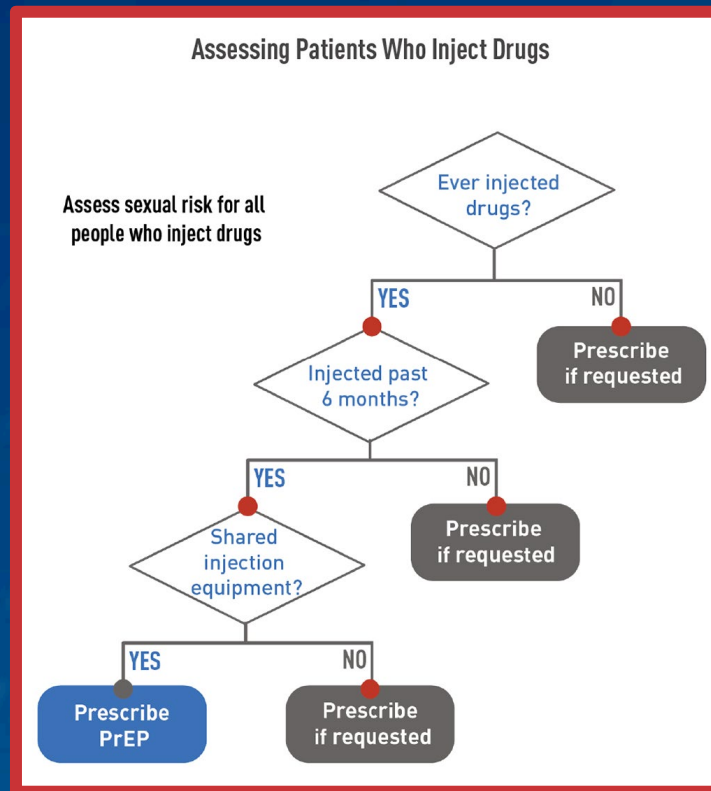 Assessing Patients Who Inject Drugs
Assess sexual risk for all
people who inject drugs
Ever injected
drugs?
YES
NO
Prescribe
if requested
Injected past
6 months?
YES
NO
Prescribe
if requested
Shared
injection
equipment?
YES
NO
Prescribe
PrEP
Prescribe
if requested